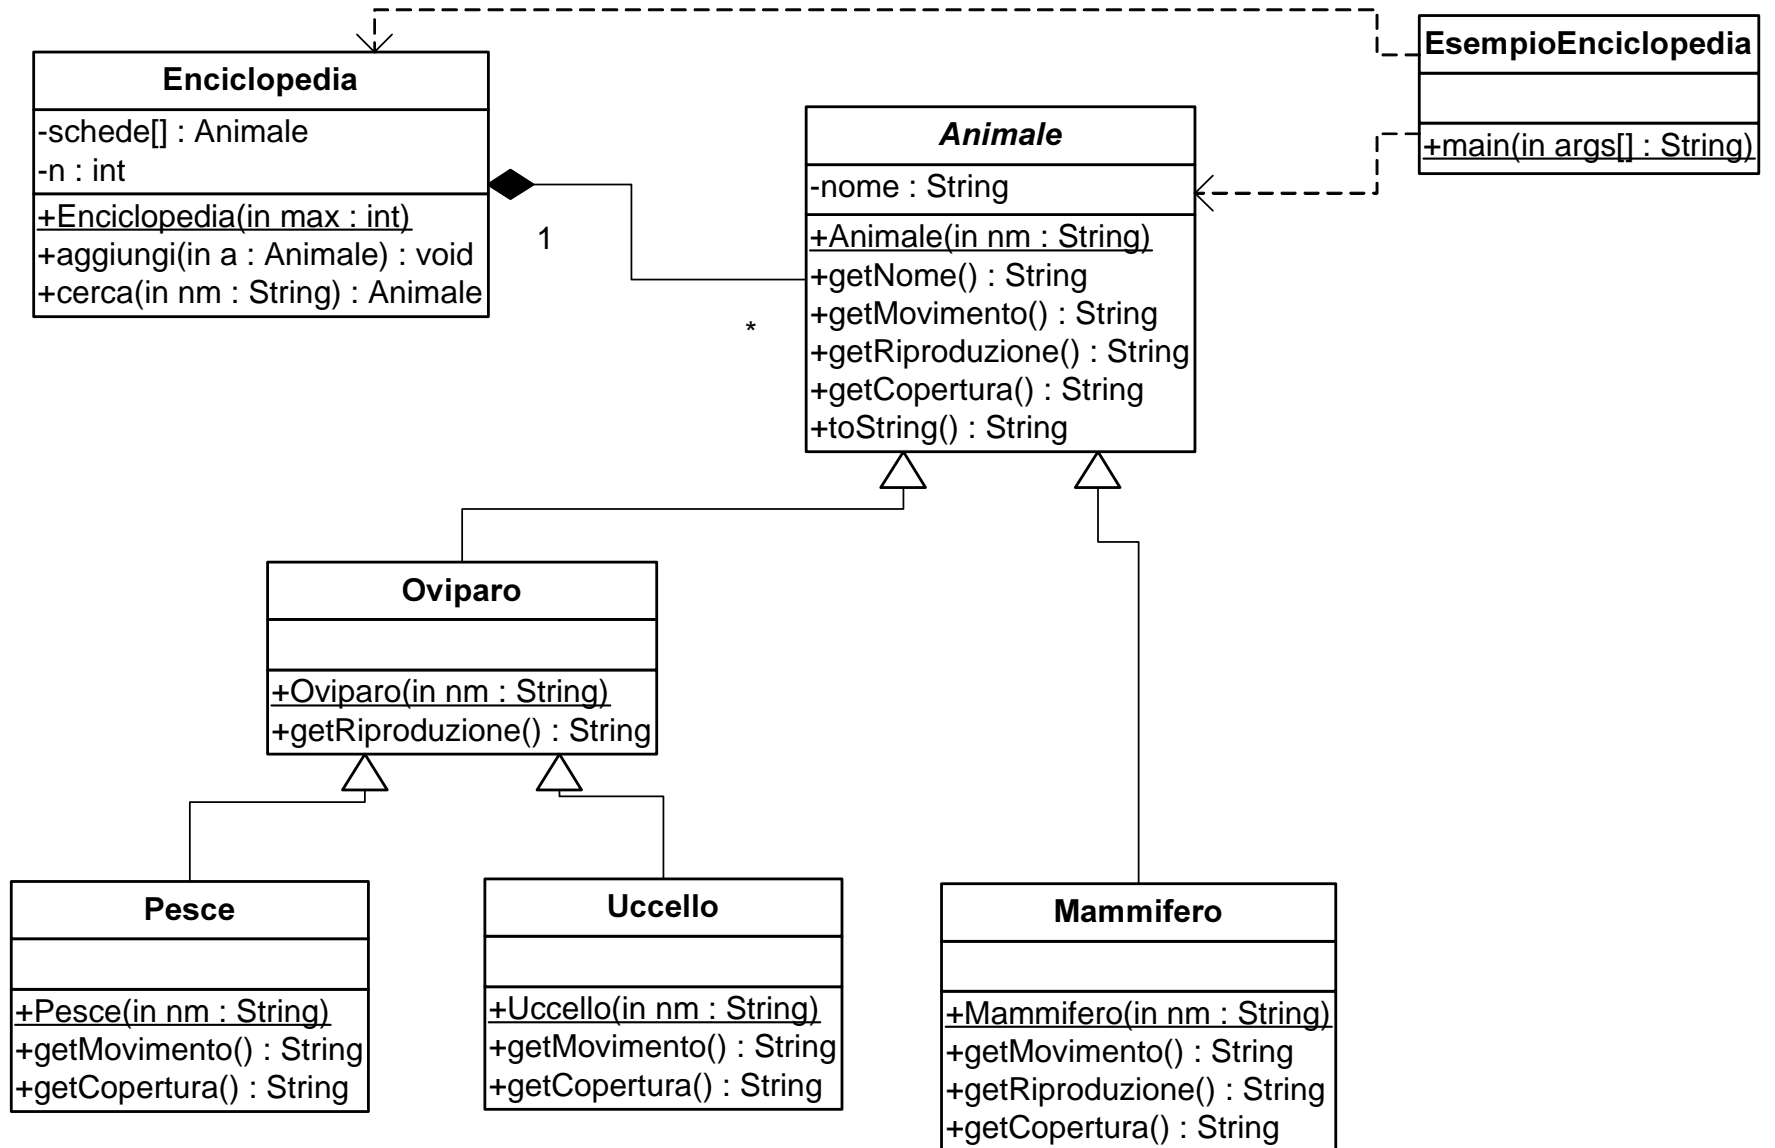 Enciclopedia
-schede[] : Animale
-n : int
+Enciclopedia(in max : int)
+aggiungi(in a : Animale) : void
+cerca(in nm : String) : Animale
1
*
Animale
-nome : String
+Animale(in nm : String)
+getNome() : String
+getMovimento() : String
+getRiproduzione() : String
+getCopertura() : String
+toString() : String
EsempioEnciclopedia
+main(in args[] : String)
Oviparo
+Oviparo(in nm : String)
+getRiproduzione() : String
Pesce
+Pesce(in nm : String)
+getMovimento() : String
+getCopertura() : String
Uccello
+Uccello(in nm : String)
+getMovimento() : String
+getCopertura() : String
Mammifero
+Mammifero(in nm : String)
+getMovimento() : String
+getRiproduzione() : String
+getCopertura() : String